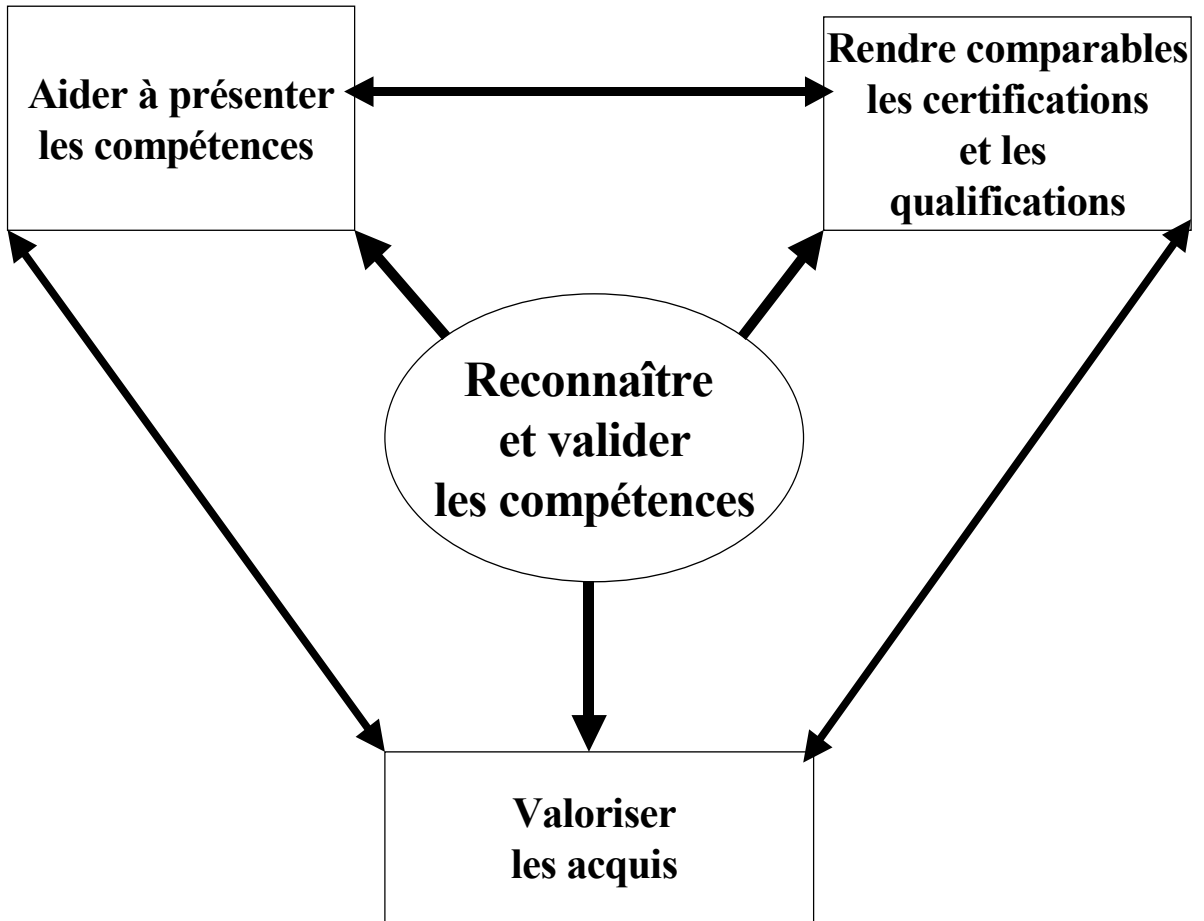 Aider à présenter
les compétences
Rendre comparables
les certifications
et les
qualifications
Reconnaître
et valider
les compétences
Valoriser
les acquis